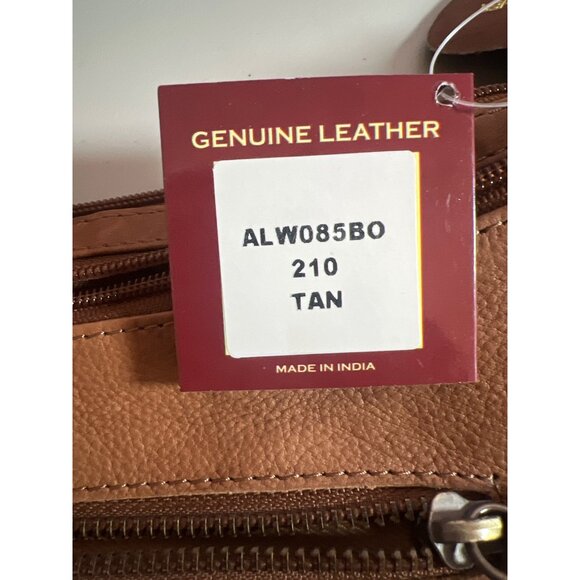 GENUINE LEATHER
ALW085BO
210
TAN
MADE IN INDIA